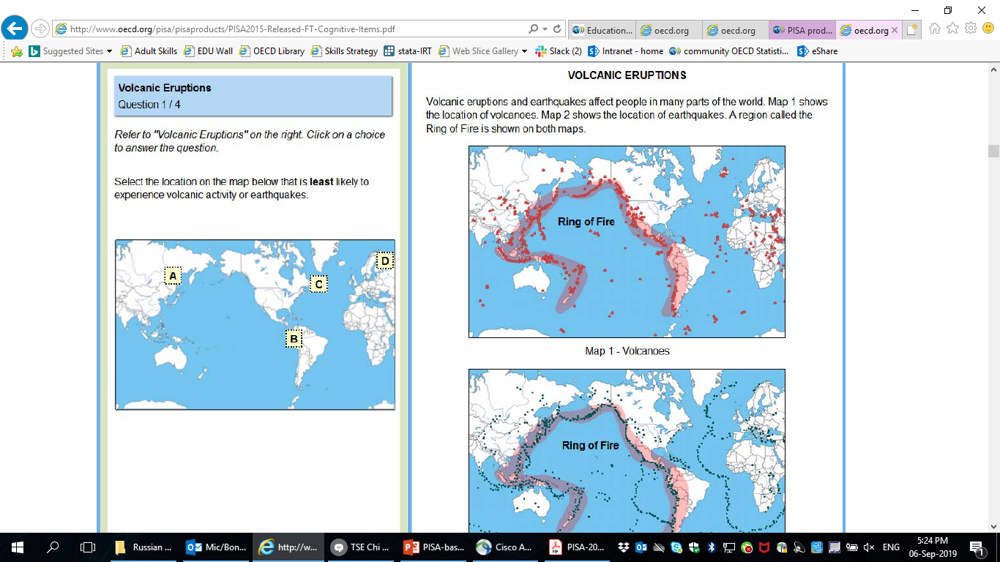 http://www.oecd.org/pisa/pisaproducts/PISA2015-Released-FT-Cognitive-Items.pdf
Education...
oecd.org
oecd.org
PISA prod...
oecd.org
Suggested Sites
Adult Skills
EDU Wall
OECD Library
Skills Strategy
stata-IRT
Web Slice Gallery
Slack (2)
Intranet - home
community OECD Statisti...
eShare
Volcanic Eruptions
Question 1 / 4
Refer to "Volcanic Eruptions" on the right. Click on a choice
to answer the question.
Select the location on the map below that is least likely to
experience volcanic activity or earthquakes.
A
B
C
D
VOLCANIC ERUPTIONS
Volcanic eruptions and earthquakes affect people in many parts of the world. Map 1 shows
the location of volcanoes. Map 2 shows the location of earthquakes. A region called the
Ring of Fire is shown on both maps.
Ring of Fire
Map 1 - Volcanoes
Ring of Fire
Russian ...
Mic/Bon...
http://w...
TSE Chi ...
PISA-bas...
Cisco A...
PISA-20...
ENG
5:24 PM
06-Sep-2019
1